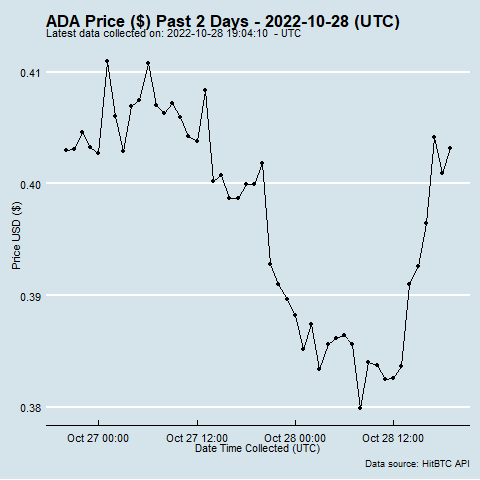 ADA Price ($) Past 2 Days - 2022-10-28 (UTC)
Latest data collected on: 2022-10-28 19:04:10 - UTC
0.41
0.40
0.39
0.38
Price USD ($)
Oct 27 00:00 Oct 27 12:00 Oct 28 00:00 Oct 28 12:00
Date Time Collected (UTC)
Data source: HitBTC API